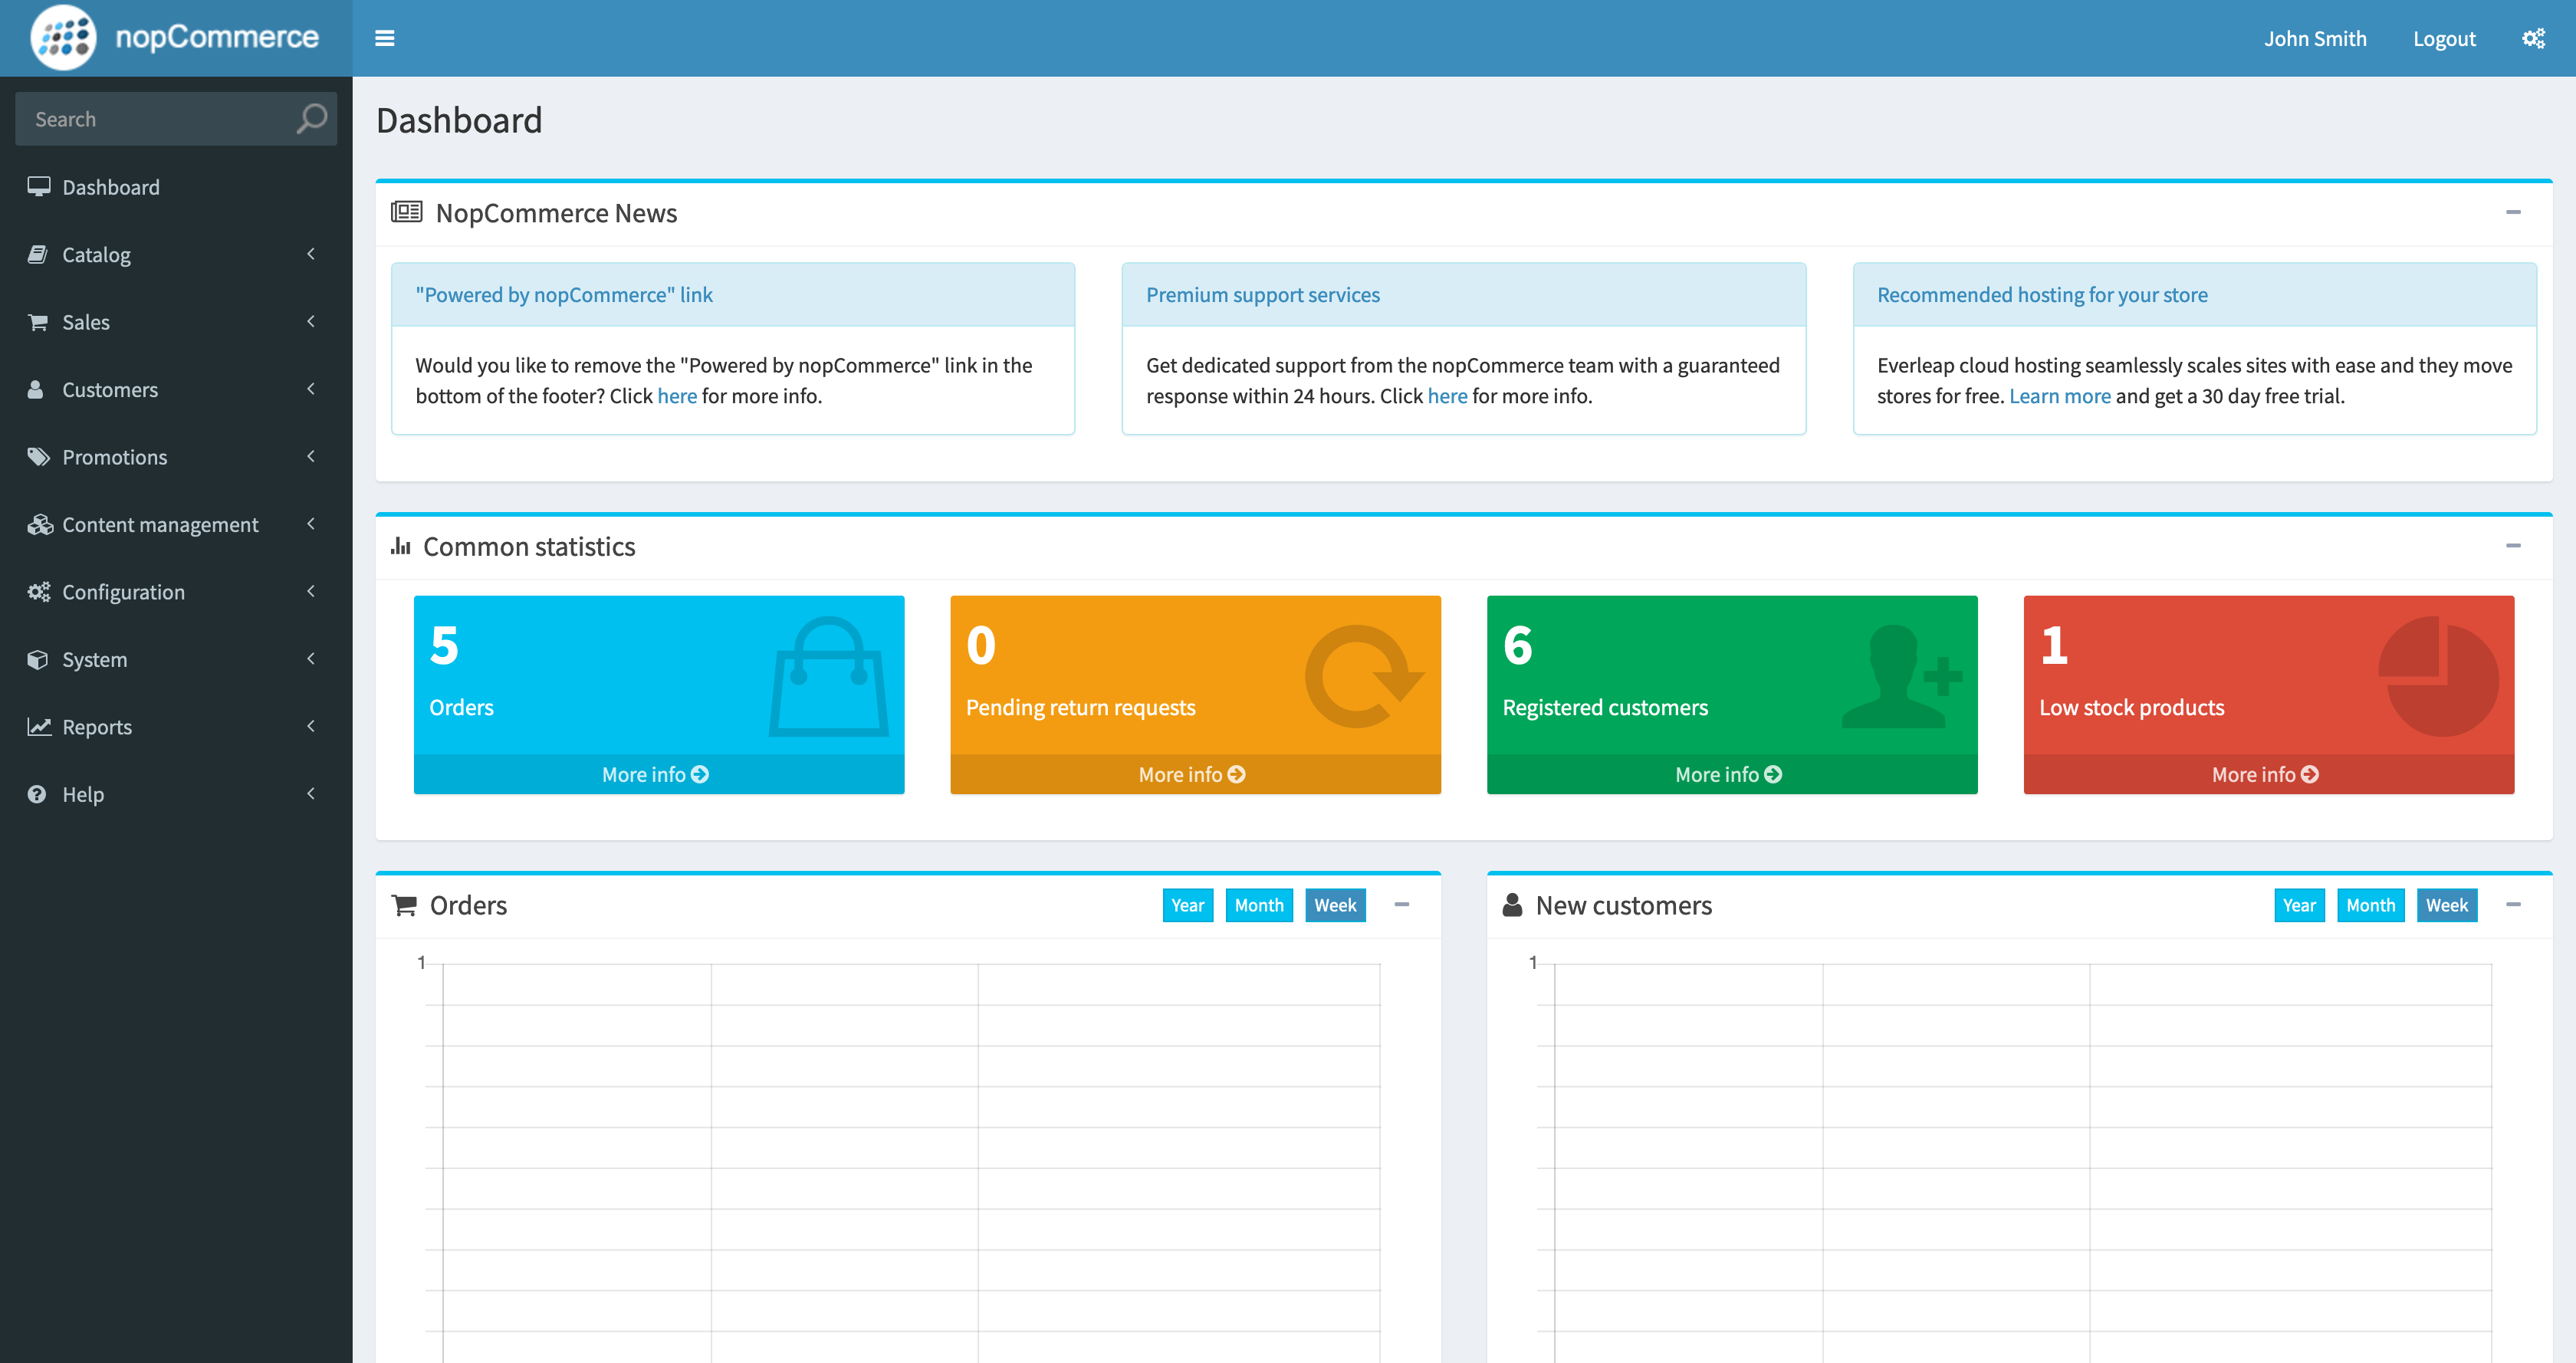 nopCommerce
John Smith
Logout
Search
Dashboard
Catalog
Sales
Customers
Promotions
Content management
Configuration
System
Reports
Help
Dashboard
NopCommerce News
"Powered by nopCommerce" link
Would you like to remove the "Powered by nopCommerce" link in the
bottom of the footer? Click here for more info.
Premium support services
Get dedicated support from the nopCommerce team with a guaranteed
response within 24 hours. Click here for more info.
Recommended hosting for your store
Everleap cloud hosting seamlessly scales sites with ease and they move
stores for free. Learn more and get a 30 day free trial.
Common statistics
5
Orders
More info
0
Pending return requests
More info
6
Registered customers
More info
1
Low stock products
More info
Orders
Year
Month
Week
1
New customers
Year
Month
Week
1